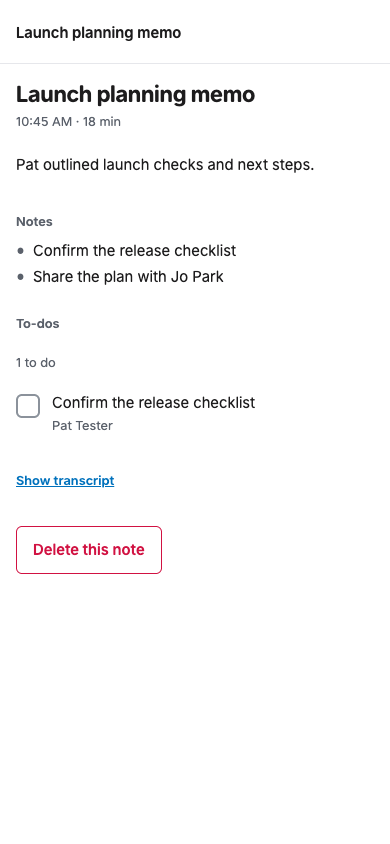 Launch planning memo
Launch planning memo
10:45 AM · 18 min
Pat outlined launch checks and next steps.
Notes
• Confirm the release checklist
• Share the plan with Jo Park
To-dos
1 to do
Confirm the release checklist
Pat Tester
Show transcript
Delete this note